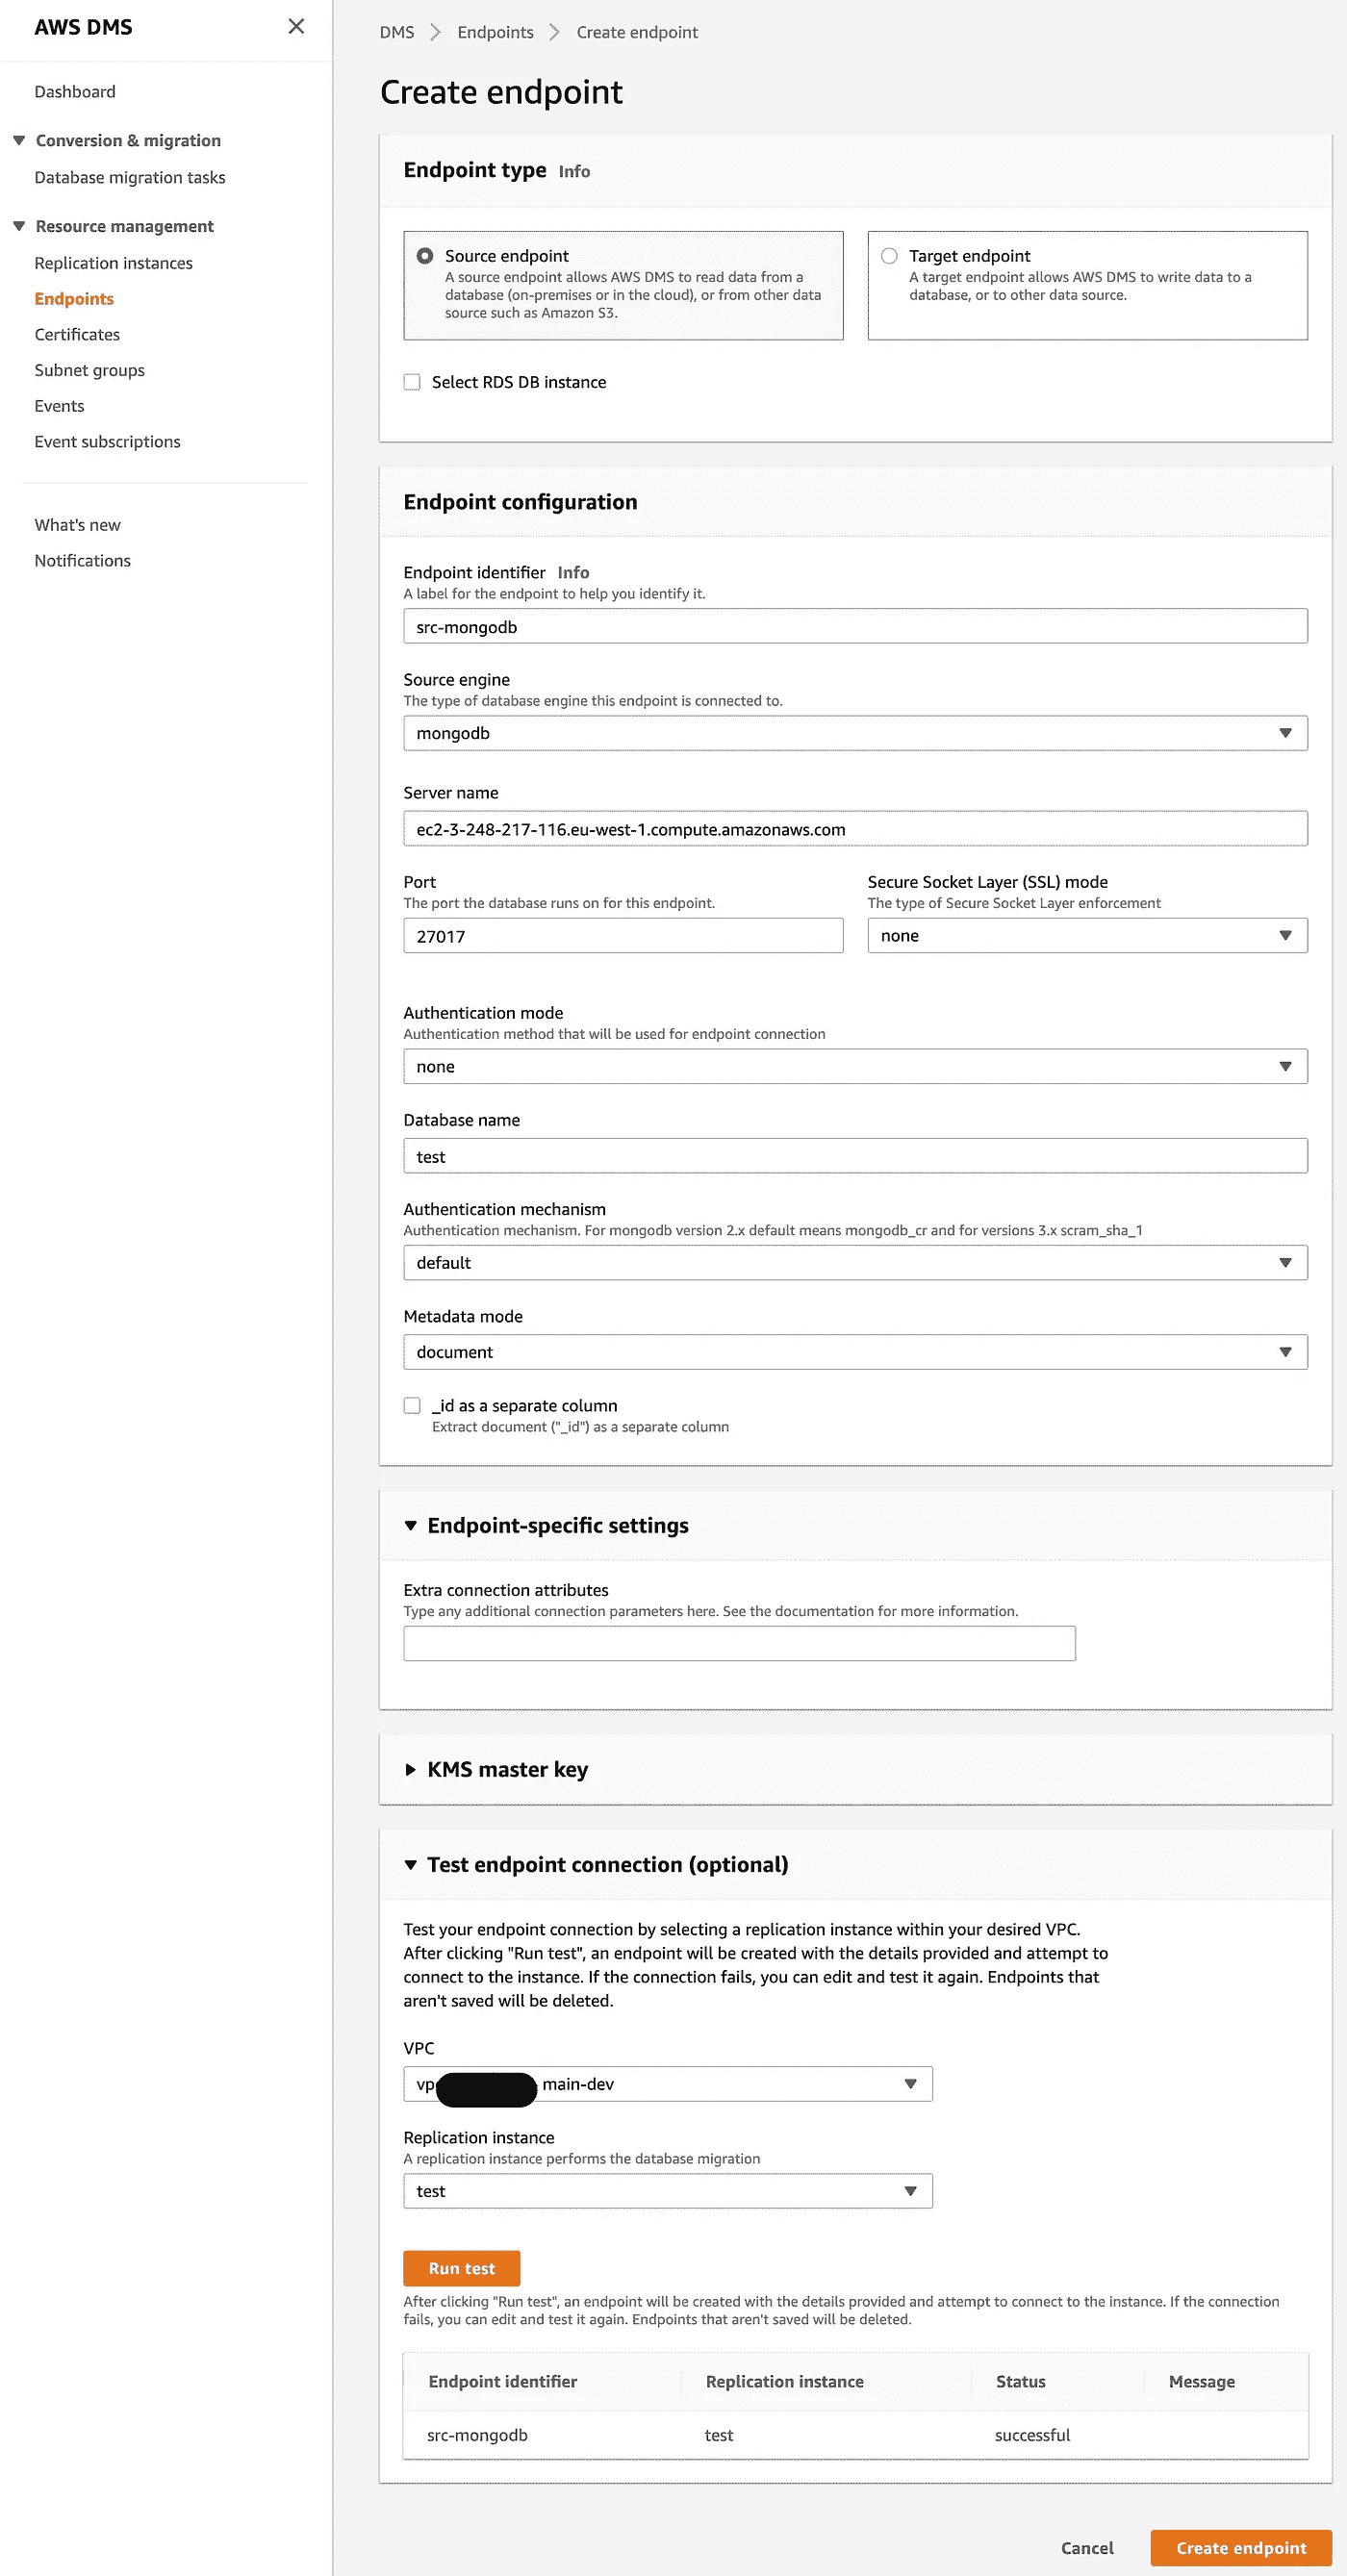 AWS DMS
Dashboard
Conversion & migration
Database migration tasks
Resource management
Replication instances
Endpoints
Certificates
Subnet groups
Events
Event subscriptions
What's new
Notifications
DMS > Endpoints > Create endpoint
Create endpoint
Endpoint type Info
Source endpoint
A source endpoint allows AWS DMS to read data from a
database (on-premises or in the cloud), or from other data
source such as Amazon S3.
Target endpoint
A target endpoint allows AWS DMS to write data to a
database, or to other data source.
Select RDS DB instance
Endpoint configuration
Endpoint identifier Info
A label for the endpoint to help you identify it.
src-mongodb
Source engine
The type of database engine this endpoint is connected to.
mongodb
Server name
ec2-3-248-217-116.eu-west-1.compute.amazonaws.com
Port
The port the database runs on for this endpoint.
27017
Secure Socket Layer (SSL) mode
The type of Secure Socket Layer enforcement
none
Authentication mode
Authentication method that will be used for endpoint connection
none
Database name
test
Authentication mechanism
Authentication mechanism. For mongodb version 2.x default means mongodb_cr and for versions 3.x scram_sha_1
default
Metadata mode
document
_id as a separate column
Extract document ("_id") as a separate column
Endpoint-specific settings
Extra connection attributes
Type any additional connection parameters here. See the documentation for more information.
KMS master key
Test endpoint connection (optional)
Test your endpoint connection by selecting a replication instance within your desired VPC.
After clicking "Run test", an endpoint will be created with the details provided and attempt to
connect to the instance. If the connection fails, you can edit and test it again. Endpoints that
aren't saved will be deleted.
VPC
main-dev
Replication instance
A replication instance performs the database migration
test
Run test
After clicking "Run test", an endpoint will be created with the details provided and attempt to connect to the instance. If the connection
fails, you can edit and test it again. Endpoints that aren't saved will be deleted.
Endpoint identifier Replication instance Status Message
src-mongodb test successful
Cancel Create endpoint